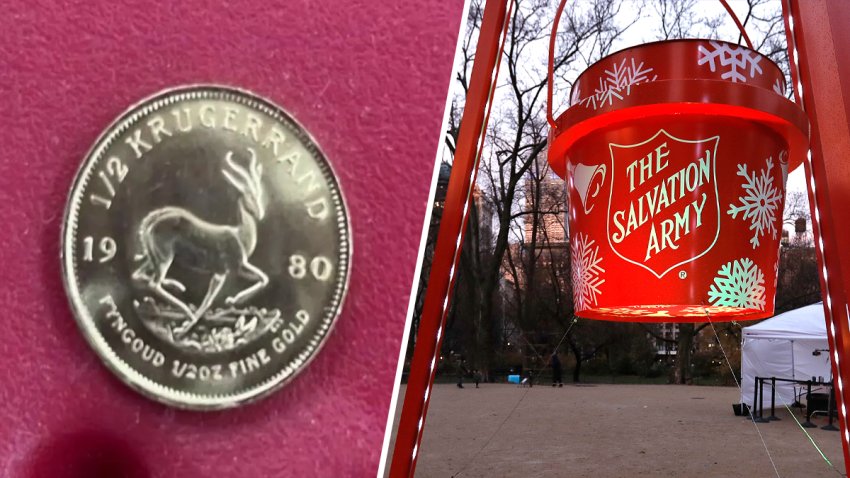 1/2 KRUGERRAND
19 80
FYNGOUD 1/2OZ FINE GOLD
THE
SALVATION
ARMY
®